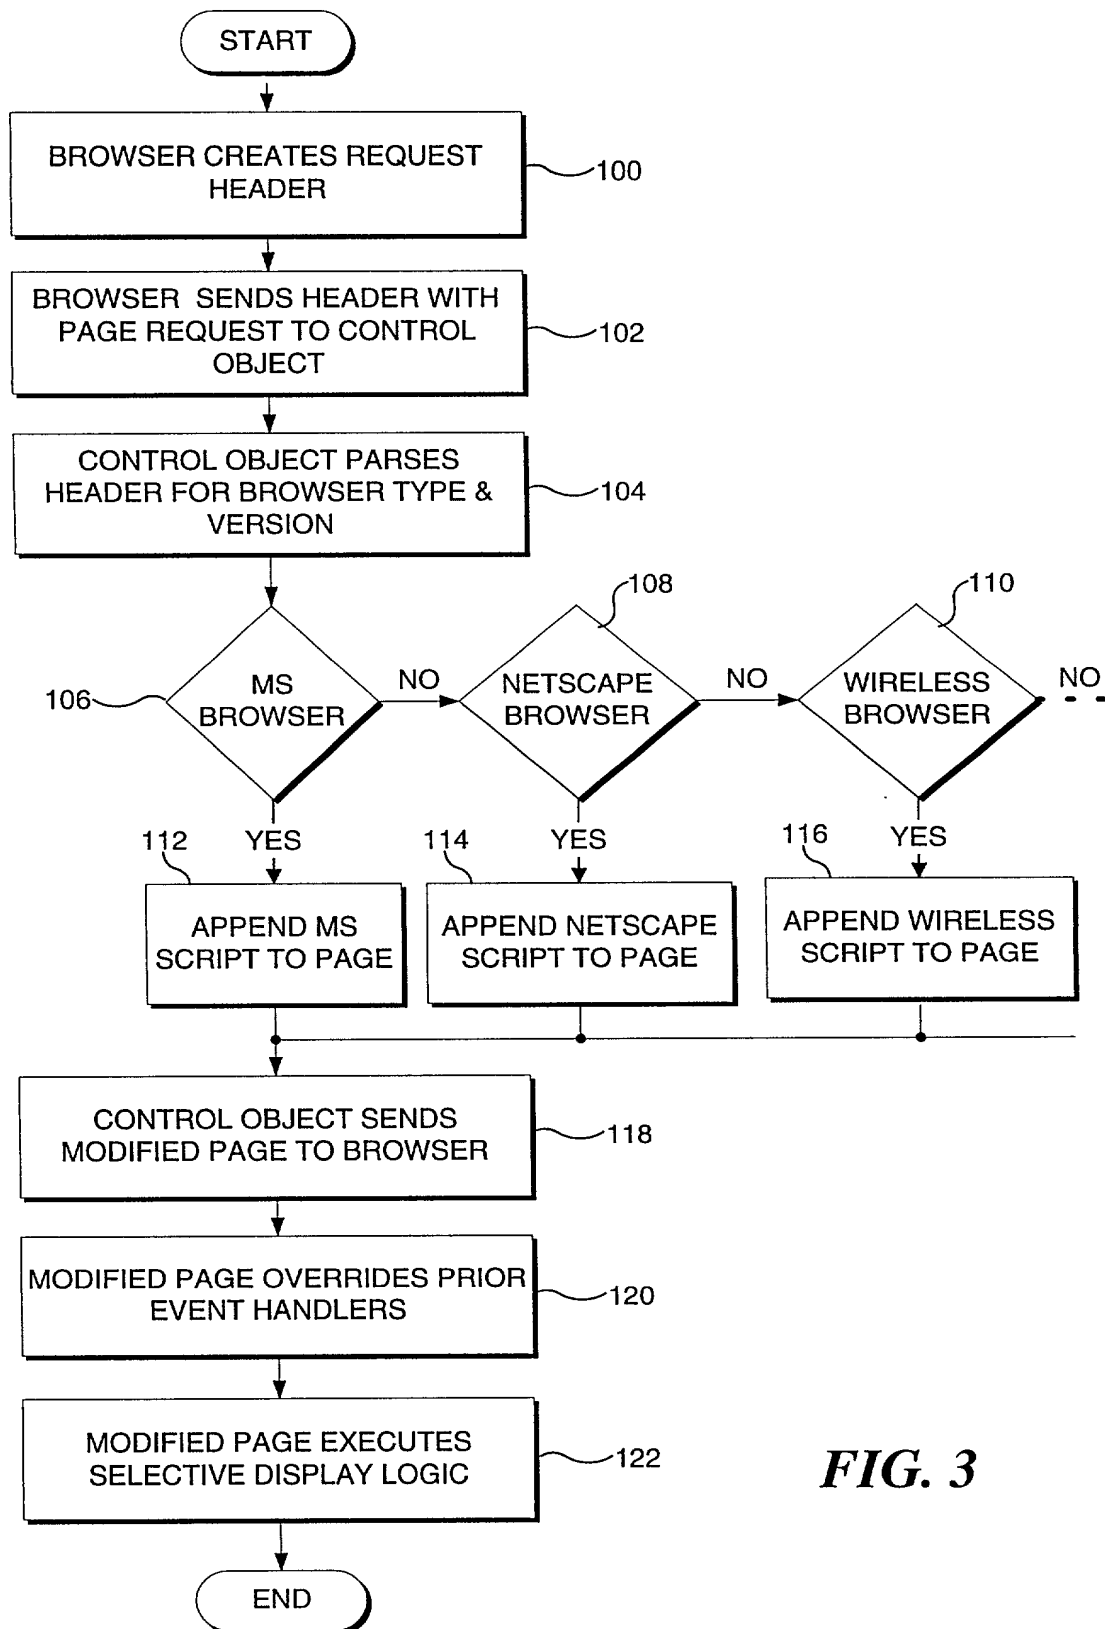 START
BROWSER CREATES REQUEST
HEADER
100
BROWSER SENDS HEADER WITH
PAGE REQUEST TO CONTROL
OBJECT
102
CONTROL OBJECT PARSES
HEADER FOR BROWSER TYPE &
VERSION
104
106
MS
BROWSER
NO
108
NETSCAPE
BROWSER
NO
110
WIRELESS
BROWSER
NO
YES
YES
YES
112
APPEND MS
SCRIPT TO PAGE
114
APPEND NETSCAPE
SCRIPT TO PAGE
116
APPEND WIRELESS
SCRIPT TO PAGE
CONTROL OBJECT SENDS
MODIFIED PAGE TO BROWSER
118
MODIFIED PAGE OVERRIDES PRIOR
EVENT HANDLERS
120
MODIFIED PAGE EXECUTES
SELECTIVE DISPLAY LOGIC
122
FIG. 3
END